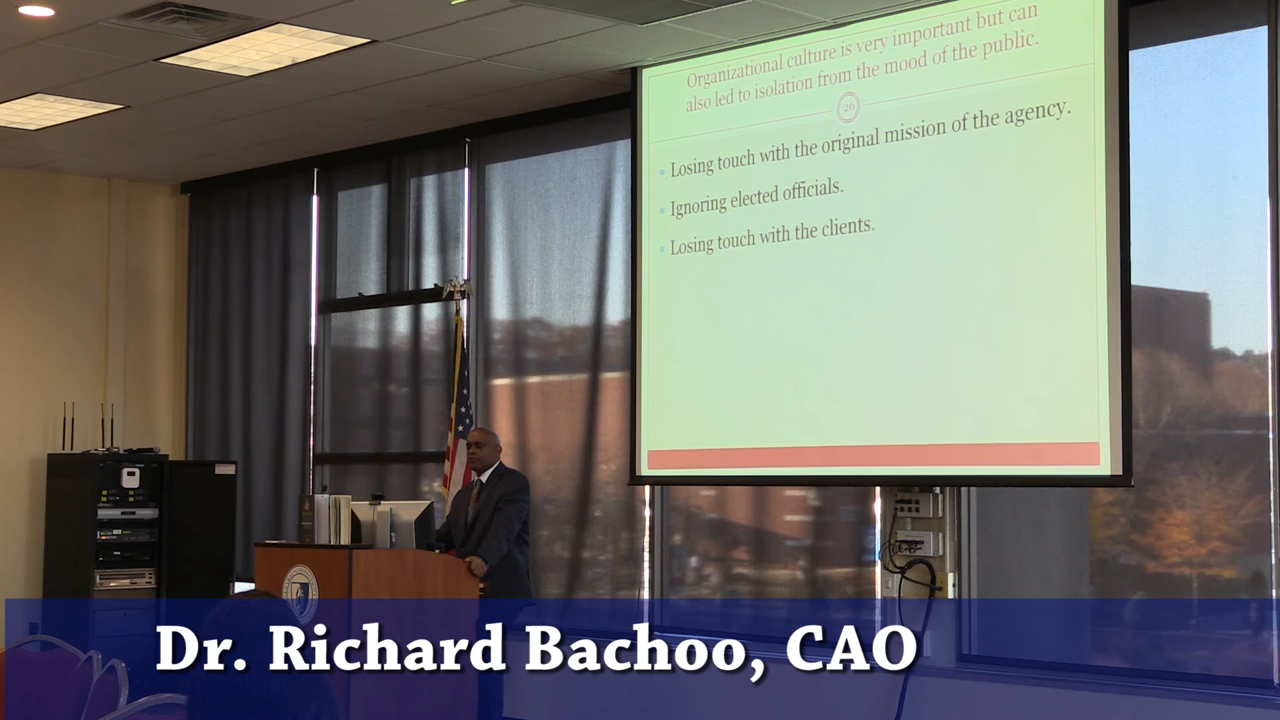 Organizational culture is very important but can
also led to isolation from the mood of the public.
26
• Losing touch with the original mission of the agency.
• Ignoring elected officials.
• Losing touch with the clients.
Dr. Richard Bachoo, CAO